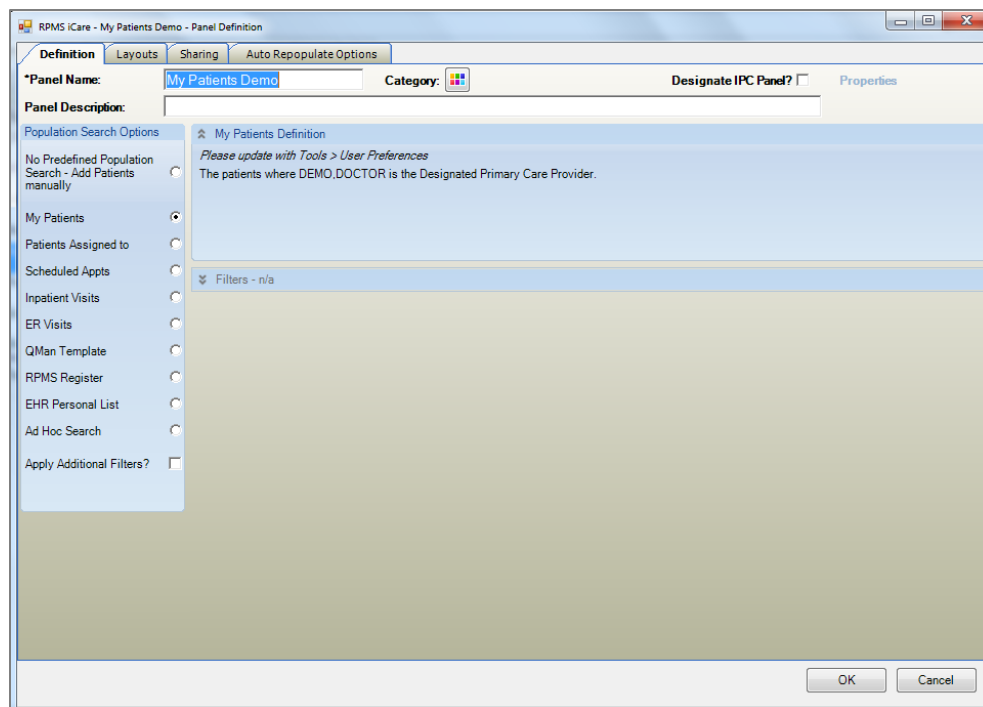 RPMS iCare - My Patients Demo - Panel Definition
Definition Layouts Sharing Auto Repopulate Options
*Panel Name: My Patients Demo Category: Designate IPC Panel? Properties
Panel Description:
Population Search Options
No Predefined Population
Search - Add Patients
manually
My Patients
Patients Assigned to
Scheduled Appts
Inpatient Visits
ER Visits
QMan Template
RPMS Register
EHR Personal List
Ad Hoc Search
Apply Additional Filters?
My Patients Definition
Please update with Tools > User Preferences
The patients where DEMO,DOCTOR is the Designated Primary Care Provider.
Filters - n/a
OK Cancel